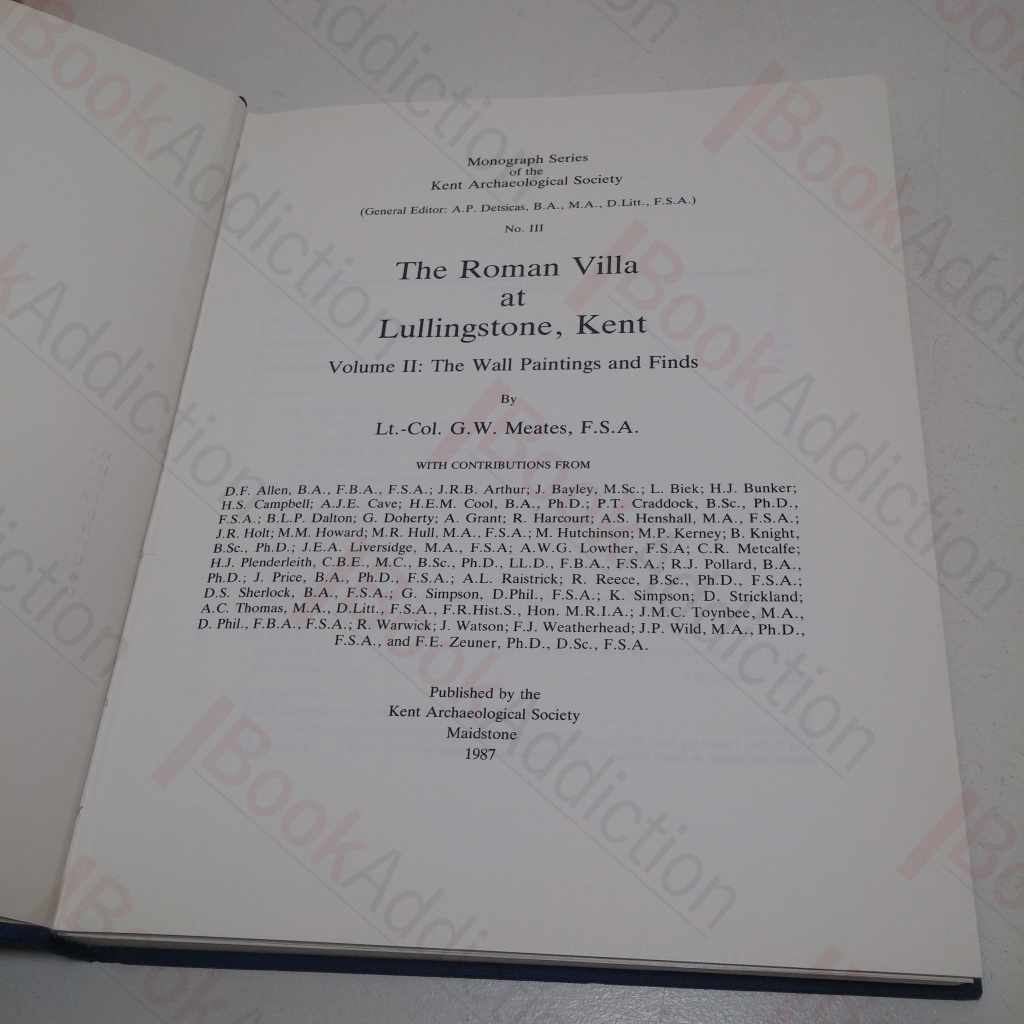 Monograph Series
of the
Kent Archaeological Society
(General Editor: A.P. Detsicas, B.A., M.A., D.Litt., F.S.A.)
No. III
The Roman Villa
at
Lullingstone, Kent
Volume II: The Wall Paintings and Finds
By
Lt.-Col. G.W. Meates, F.S.A.
WITH CONTRIBUTIONS FROM
D.F. Allen, B.A., F.B.A., F.S.A.; J.R.B. Arthur; J. Bayley, M.Sc.; L. Biek; H.J. Bunker;
H.S. Campbell; A.J.E. Cave; H.E.M. Cool, B.A., Ph.D.; P.T. Craddock, B.Sc., Ph.D.,
F.S.A.; B.L.P. Dalton; G. Doherty; A. Grant; R. Harcourt; A.S. Henshall, M.A., F.S.A.;
J.R. Holt; M.M. Howard; M.R. Hull, M.A., F.S.A.; M. Hutchinson; M.P. Kerney; B. Knight,
B.Sc., Ph.D.; J.E.A. Liversidge, M.A., F.S.A; A.W.G. Lowther, F.S.A; C.R. Metcalfe;
H.J. Plenderleith, C.B.E., M.C., B.Sc., Ph.D., LL.D., F.B.A., F.S.A.; R.J. Pollard, B.A.,
Ph.D.; J. Price, B.A., Ph.D., F.S.A.; A.L. Raistrick; R. Reece, B.Sc., Ph.D., F.S.A.;
D.S. Sherlock, B.A., F.S.A.; G. Simpson, D.Phil., F.S.A.; K. Simpson; D. Strickland;
A.C. Thomas, M.A., D.Litt., F.S.A., F.R.Hist.S., Hon. M.R.I.A.; J.M.C. Toynbee, M.A.,
D. Phil., F.B.A., F.S.A.; R. Warwick; J. Watson; F.J. Weatherhead; J.P. Wild, M.A., Ph.D.,
F.S.A., and F.E. Zeuner, Ph.D., D.Sc., F.S.A.
Published by the
Kent Archaeological Society
Maidstone
1987
BookAddiction